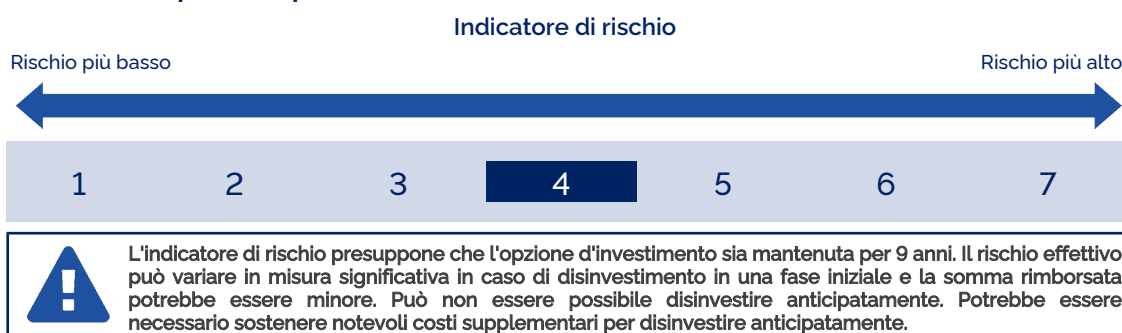 Indicatore di rischio
Rischio più basso
Rischio più alto
1 2 3 4 5 6 7
L'indicatore di rischio presuppone che l'opzione d'investimento sia mantenuta per 9 anni. Il rischio effettivo
può variare in misura significativa in caso di disinvestimento in una fase iniziale e la somma rimborsata
potrebbe essere minore. Può non essere possibile disinvestire anticipatamente. Potrebbe essere
necessario sostenere notevoli costi supplementari per disinvestire anticipatamente.